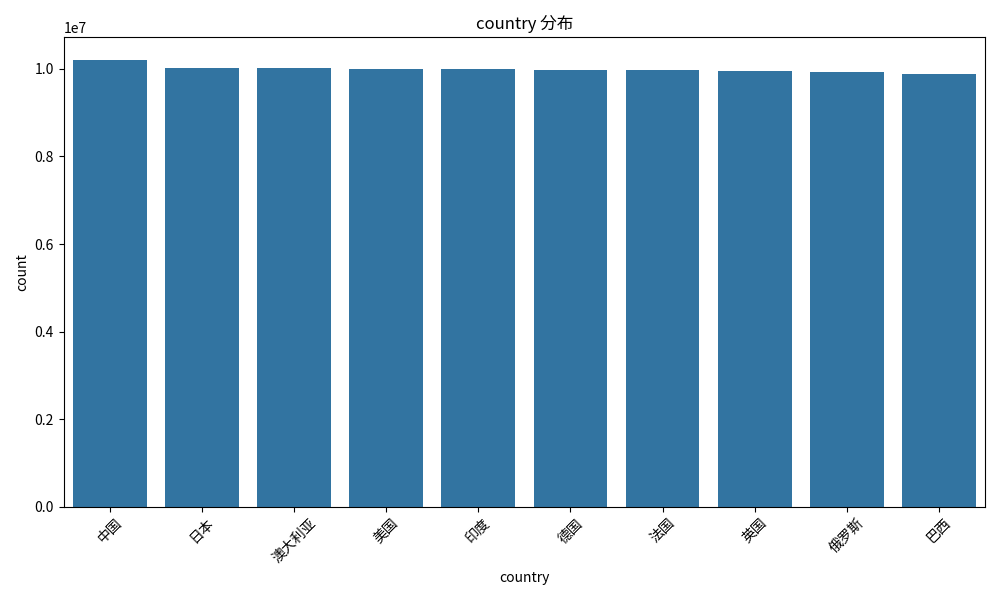 country 分布
1e7
1.0
0.8
0.6
0.4
0.2
0.0
count
中国
日本
澳大利亚
美国
印度
德国
法国
英国
俄罗斯
巴西
country